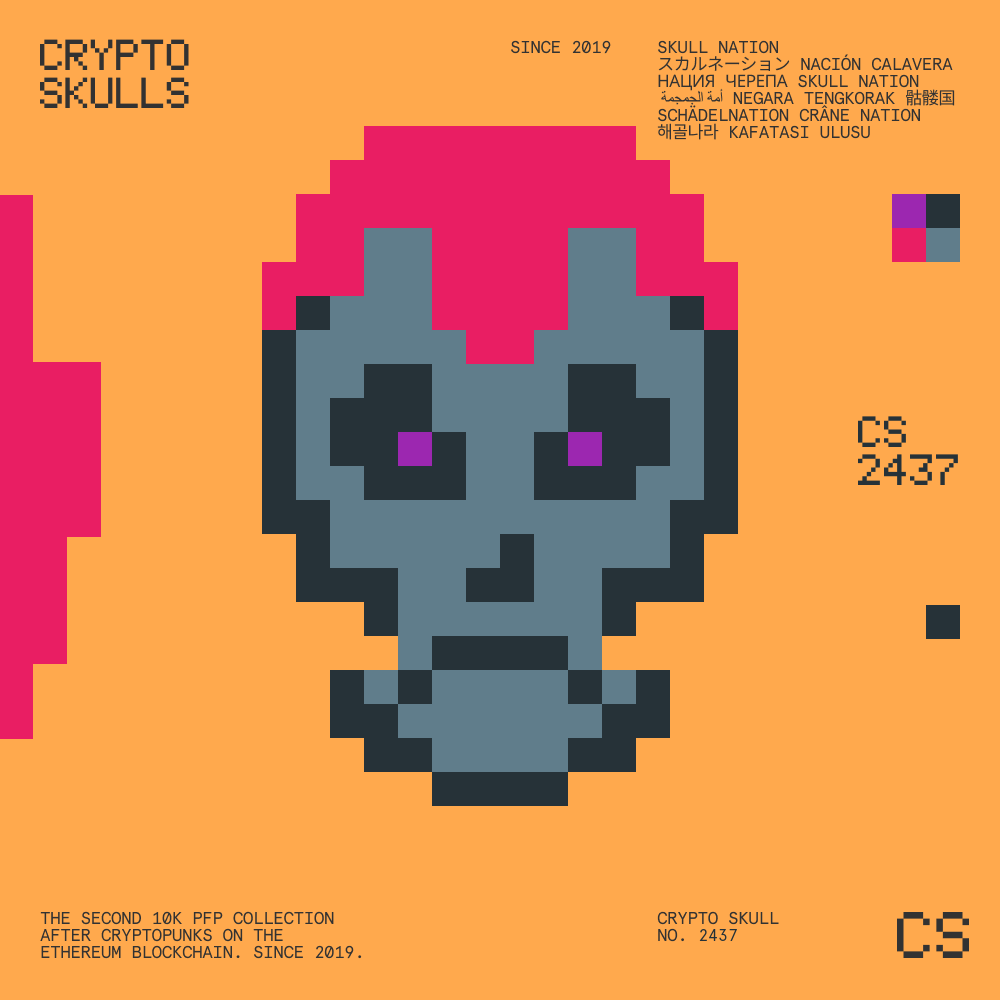 CRYPTO
SKULLS
SINCE 2019
SKULL NATION
スカルネーション NACIÓN CALAVERA
НАЦИЯ ЧЕРЕПА SKULL NATION
أمة الجمجمة NEGARA TENGKORAK 骷髅国
SCHÄDELNATION CRÂNE NATION
해골나라 KAFATASI ULUSU
CS
2437
THE SECOND 10K PFP COLLECTION
AFTER CRYPTOPUNKS ON THE
ETHEREUM BLOCKCHAIN. SINCE 2019.
CRYPTO SKULL
NO. 2437
CS